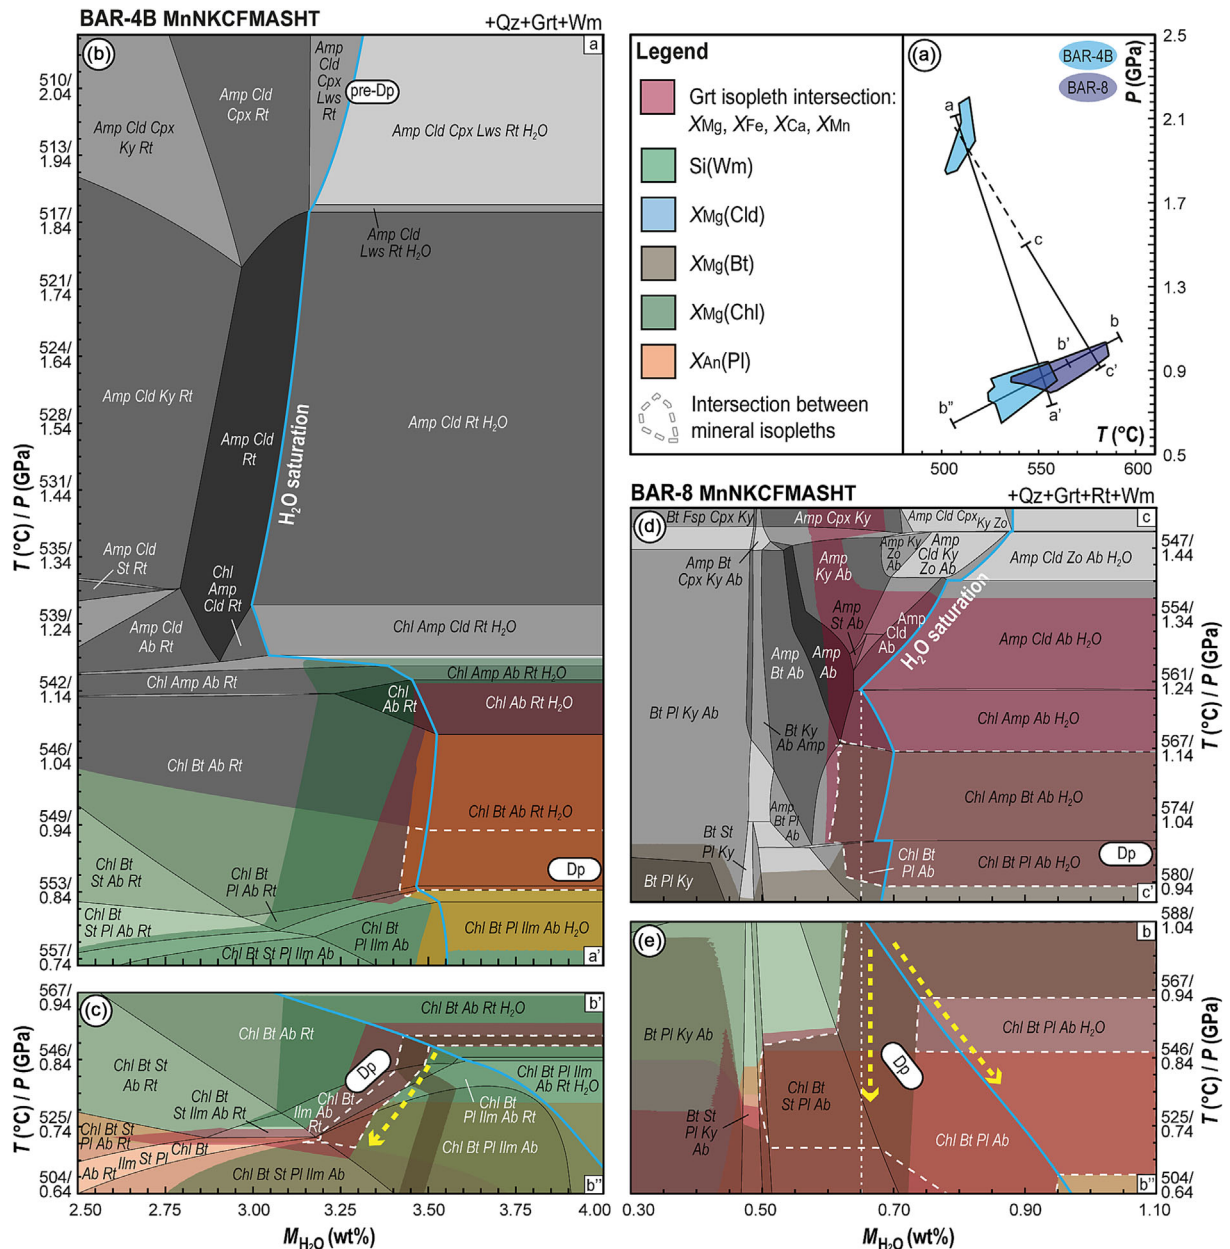 BAR-4B MnNKCFMASHT
+Qz+Grt+Wm
(b)
a
Amp Cld
Cpx Rt
Amp
Cld
Cpx
Lws
Rt
pre-Dp
Amp Cld Cpx
Ky Rt
Amp Cld Cpx Lws Rt H₂O
Amp Cld
Lws Rt H₂O
Amp Cld Ky Rt
Amp Cld
Rt
H₂O saturation
Amp Cld Rt H₂O
Amp Cld
St Rt
Chl
Amp
Cld Rt
Amp Cld
Ab Rt
Chl Amp Cld Rt H₂O
Chl Amp Ab Rt
Chl Amp Ab Rt H₂O
Chl
Ab Rt
Chl Ab Rt H₂O
Chl Bt Ab Rt
Chl Bt Ab Rt H₂O
Dp
Chl Bt
St Ab Rt
Chl Bt
Pl Ab Rt
Chl Bt
St Pl Ab Rt
Chl Bt
Pl Ilm Ab
Chl Bt Pl Ilm Ab H₂O
Chl Bt St Pl Ilm Ab
a'
510/
2.04
513/
1.94
517/
1.84
521/
1.74
524/
1.64
528/
1.54
531/
1.44
535/
1.34
539/
1.24
542/
1.14
546/
1.04
549/
0.94
553/
0.84
557/
0.74
T (°C) / P (GPa)
(c)
b'
Chl Bt Ab Rt H₂O
Chl Bt Ab Rt
Dp
Chl Bt St
Ab Rt
Chl Bt Pl Ilm
Ab Rt H₂O
Chl Bt
St Ilm Ab Rt
Chl Bt
Ilm Ab
Rt
Chl Bt
Pl Ilm Ab Rt
Chl Bt St
Pl Ab Rt
Chl Bt Pl Ilm Ab
Ilm St Pl Chl Bt
Ab Rt
Chl Bt St Pl Ilm Ab
b"
567/
0.94
546/
0.84
525/
0.74
504/
0.64
T (°C) / P (GPa)
2.50 3.00 3.25 3.50 3.75 4.00
M H₂O (wt%)
Legend
Grt isopleth intersection:
XMg, XFe, XCa, XMn
Si(Wm)
XMg(Cld)
XMg(Bt)
XMg(Chl)
XAn(Pl)
Intersection between
mineral isopleths
(a)
BAR-4B
BAR-8
a
c
b
b'
c'
b"
a'
P (GPa)
2.5
2.1
1.7
1.3
0.9
0.5
T (°C)
500 550 600
BAR-8 MnNKCFMASHT
+Qz+Grt+Rt+Wm
(d)
c
Bt Fsp Cpx Ky
Amp Cpx Ky
Amp Cld Cpx
Ky Zo
Amp Ky
Zo
Ab
Amp
Cld Ky
Zo Ab
Amp Cld Zo Ab H₂O
Amp Bt
Cpx Ky Ab
Amp
Ky Ab
Amp
St Ab
Amp
Cld
Ab
H₂O saturation
Amp Cld Ab H₂O
Amp
Bt Ab
Amp
Ab
Bt Pl Ky Ab
Bt Ky
Ab Amp
Chl Amp Ab H₂O
Chl Amp Bt Ab H₂O
Amp
Bt Pl
Ab
Bt St
Pl Ky
Chl Bt
Pl Ab
Chl Bt Pl Ab H₂O
Dp
Bt Pl Ky
c'
547/
1.44
554/
1.34
561/
1.24
567/
1.14
574/
1.04
580/
0.94
T (°C) / P (GPa)
(e)
b
Bt Pl Ky Ab
Chl Bt Pl Ab H₂O
Dp
Chl Bt
St Pl Ab
Bt St
Pl Ky
Ab
Chl Bt Pl Ab
b"
588/
1.04
567/
0.94
546/
0.84
525/
0.74
504/
0.64
T (°C) / P (GPa)
0.30 0.50 0.70 0.90 1.10
M H₂O (wt%)